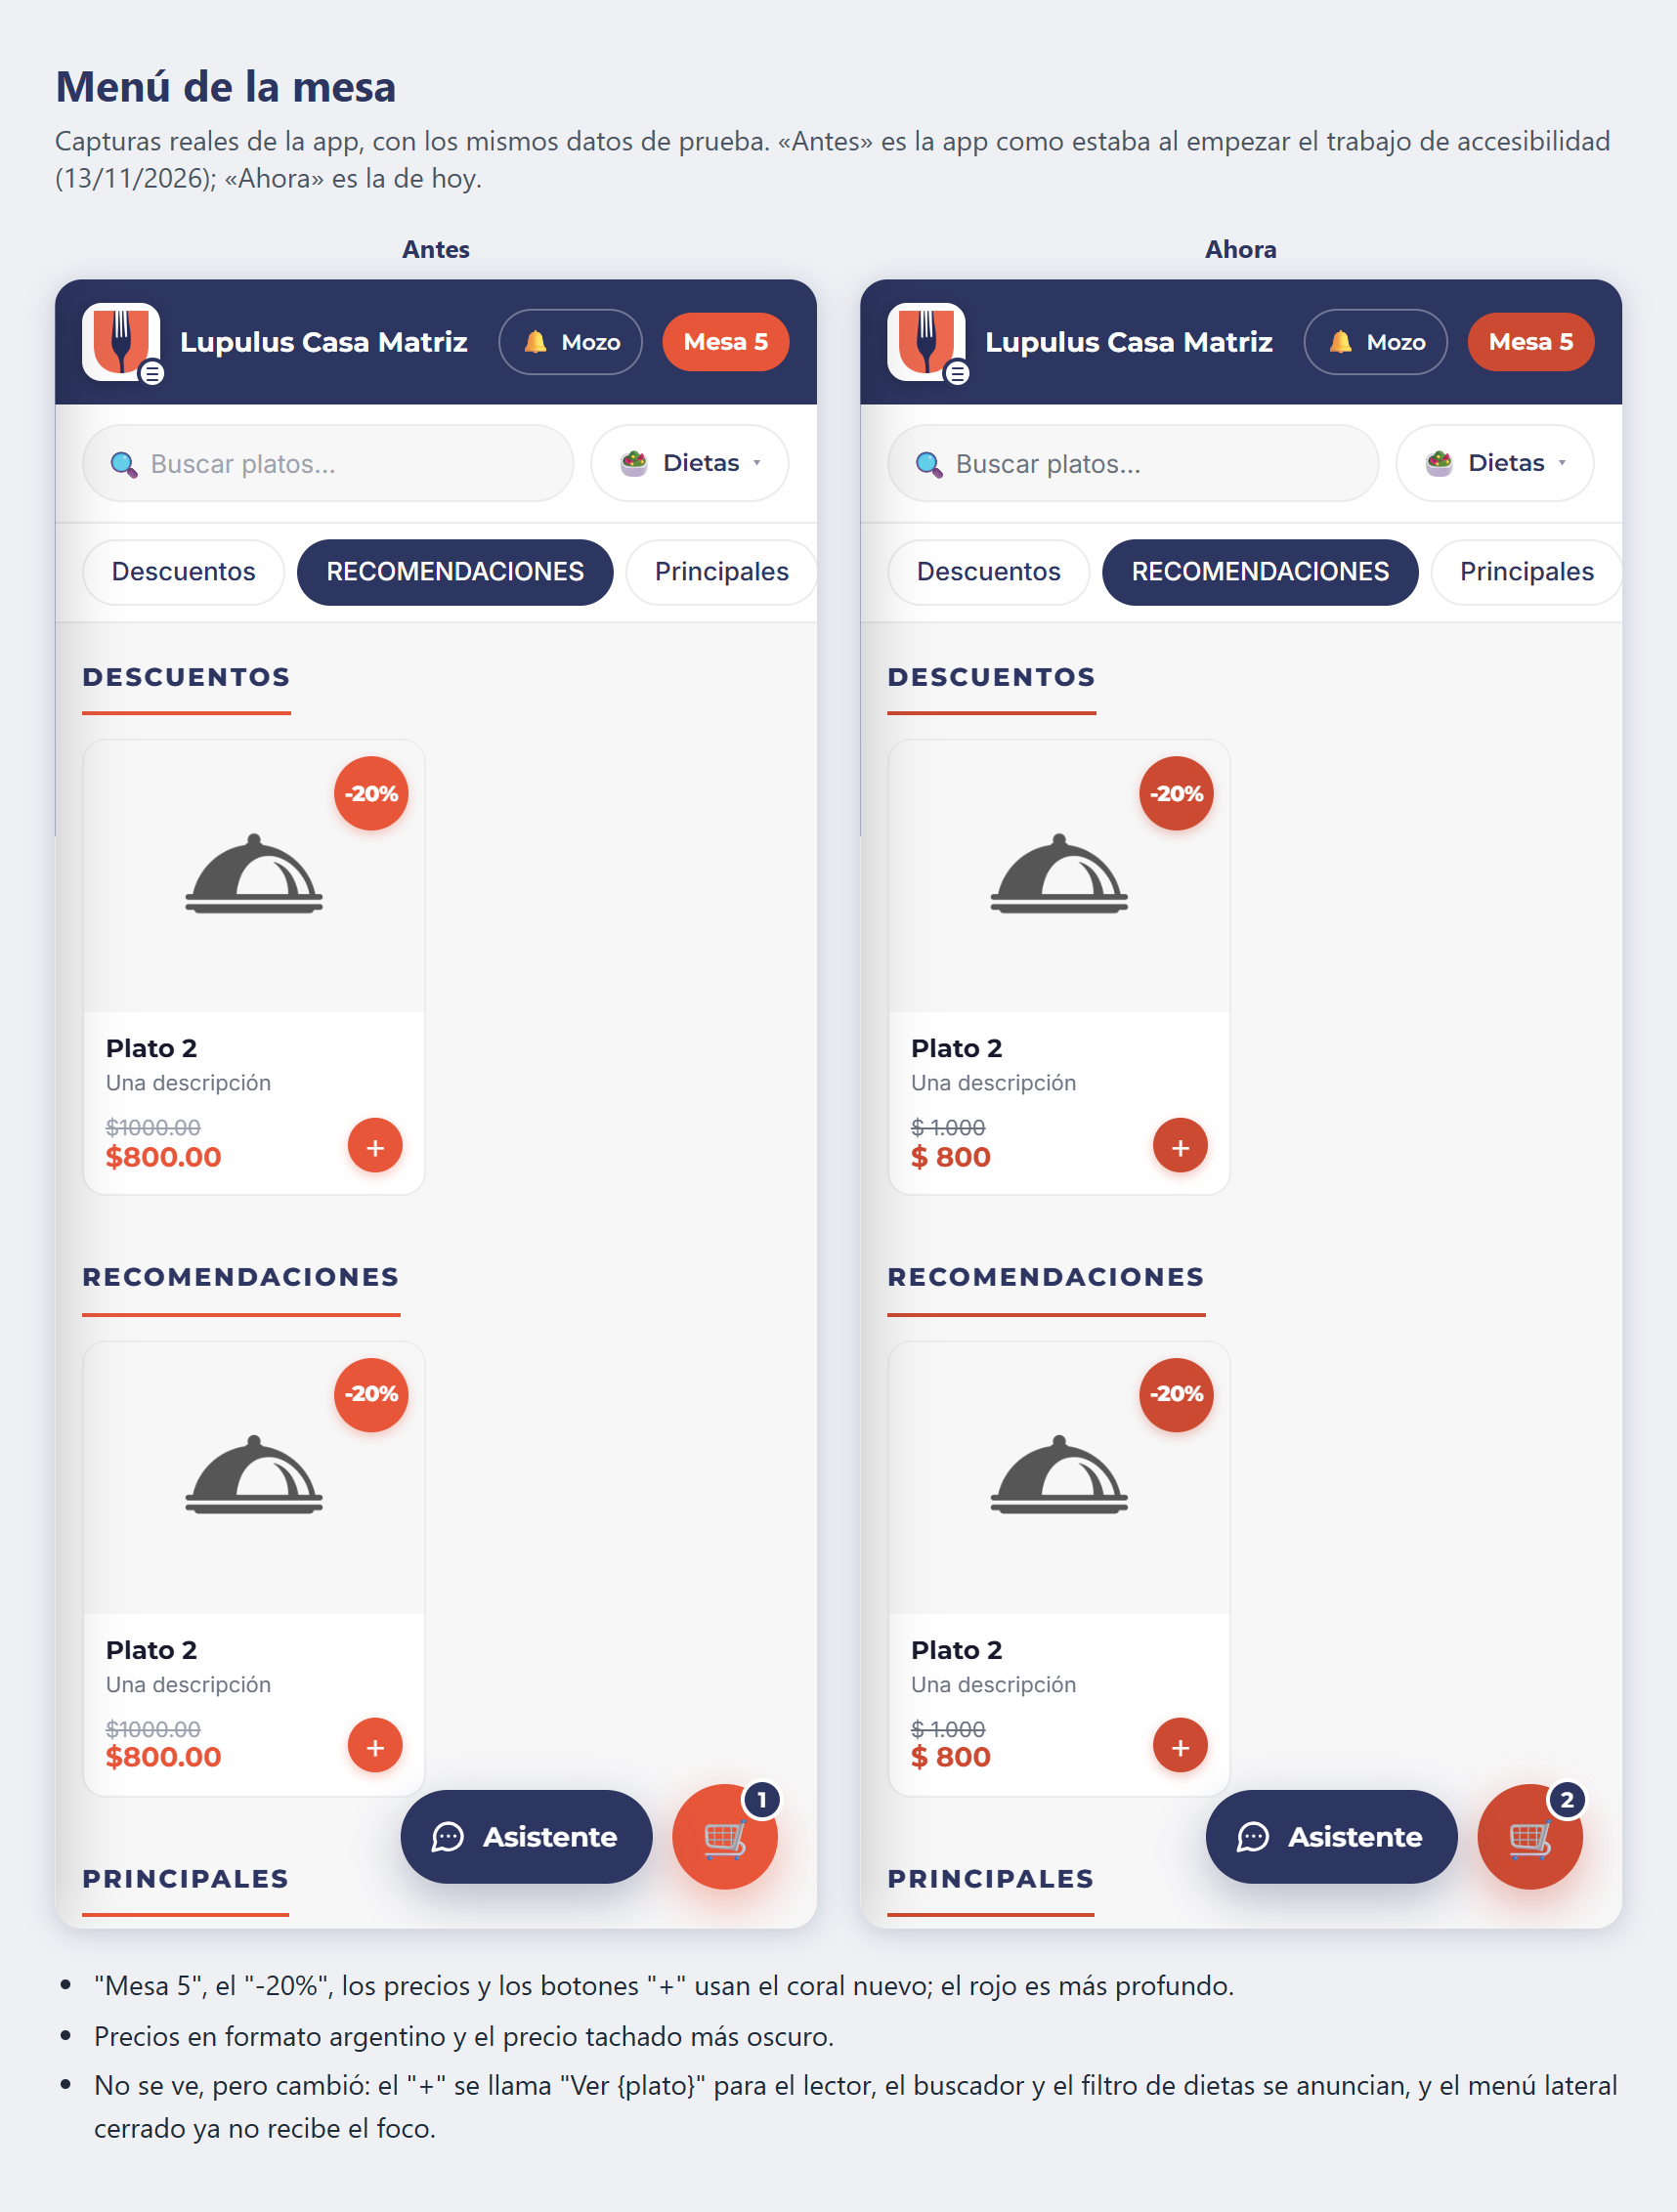 Menú de la mesa
Capturas reales de la app, con los mismos datos de prueba. «Antes» es la app como estaba al empezar el trabajo de accesibilidad
(13/11/2026); «Ahora» es la de hoy.
Antes
Lupulus Casa Matriz
🔔 Mozo
Mesa 5
🔍 Buscar platos...
🥗 Dietas ▾
Descuentos
RECOMENDACIONES
Principales
DESCUENTOS
-20%
Plato 2
Una descripción
$1000.00
$800.00
+
RECOMENDACIONES
-20%
Plato 2
Una descripción
$1000.00
$800.00
+
Asistente
🛒 1
PRINCIPALES
Ahora
Lupulus Casa Matriz
🔔 Mozo
Mesa 5
🔍 Buscar platos...
🥗 Dietas ▾
Descuentos
RECOMENDACIONES
Principales
DESCUENTOS
-20%
Plato 2
Una descripción
$ 1.000
$ 800
+
RECOMENDACIONES
-20%
Plato 2
Una descripción
$ 1.000
$ 800
+
Asistente
🛒 2
PRINCIPALES
• "Mesa 5", el "-20%", los precios y los botones "+" usan el coral nuevo; el rojo es más profundo.
• Precios en formato argentino y el precio tachado más oscuro.
• No se ve, pero cambió: el "+" se llama "Ver {plato}" para el lector, el buscador y el filtro de dietas se anuncian, y el menú lateral
cerrado ya no recibe el foco.